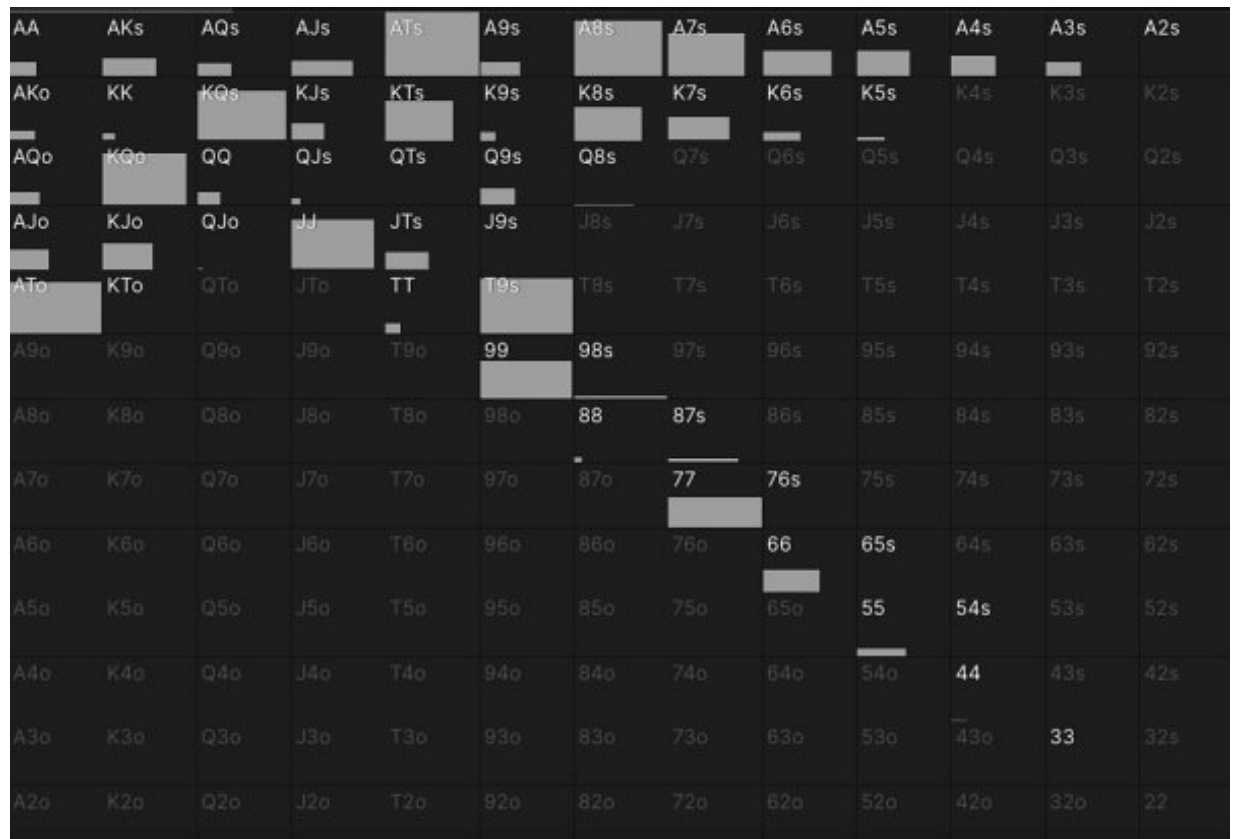 AA AKs AQs AJs ATs A9s A8s A7s A6s A5s A4s A3s A2s
AKo KK KQs KJs KTs K9s K8s K7s K6s K5s K4s K3s K2s
AQo KQo QQ QJs QTs Q9s Q8s Q7s Q6s Q5s Q4s Q3s Q2s
AJo KJo QJo JJ JTs J9s J8s J7s J6s J5s J4s J3s J2s
ATo KTo QTo JTo TT T9s T8s T7s T6s T5s T4s T3s T2s
A9o K9o Q9o J9o T9o 99 98s 97s 96s 95s 94s 93s 92s
A8o K8o Q8o J8o T8o 98o 88 87s 86s 85s 84s 83s 82s
A7o K7o Q7o J7o T7o 97o 87o 77 76s 75s 74s 73s 72s
A6o K6o Q6o J6o T6o 96o 86o 76o 66 65s 64s 63s 62s
A5o K5o Q5o J5o T5o 95o 85o 75o 65o 55 54s 53s 52s
A4o K4o Q4o J4o T4o 94o 84o 74o 64o 54o 44 43s 42s
A3o K3o Q3o J3o T3o 93o 83o 73o 63o 53o 43o 33 32s
A2o K2o Q2o J2o T2o 92o 82o 72o 62o 52o 42o 32o 22